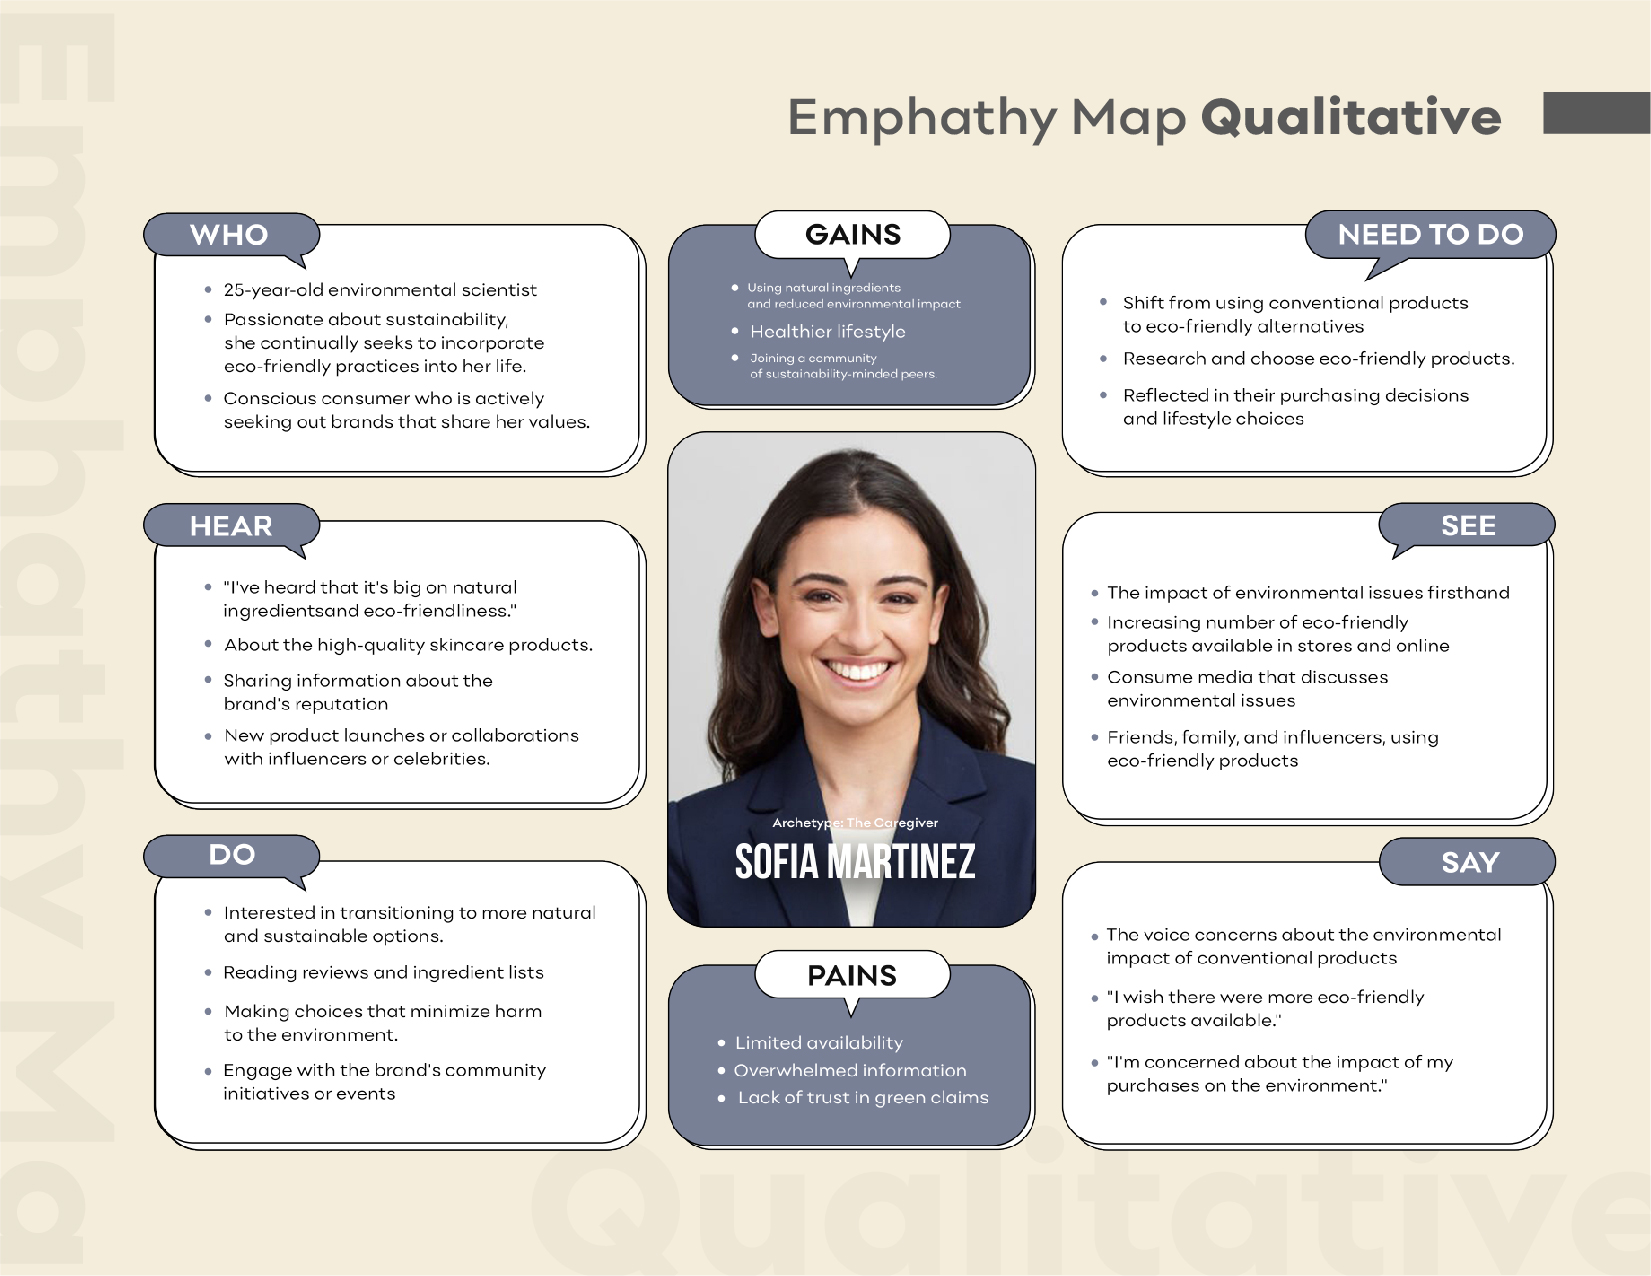 Emphathy Map Qualitative
WHO
25-year-old environmental scientist
Passionate about sustainability,
she continually seeks to incorporate
eco-friendly practices into her life.
Conscious consumer who is actively
seeking out brands that share her values.
GAINS
Using natural ingredients
and reduced environmental impact
Healthier lifestyle
Joining a community
of sustainability-minded peers
NEED TO DO
Shift from using conventional products
to eco-friendly alternatives
Research and choose eco-friendly products.
Reflected in their purchasing decisions
and lifestyle choices
HEAR
"I've heard that it's big on natural
ingredientsand eco-friendliness."
About the high-quality skincare products.
Sharing information about the
brand's reputation
New product launches or collaborations
with influencers or celebrities.
Archetype: The Caregiver
SOFIA MARTINEZ
SEE
The impact of environmental issues firsthand
Increasing number of eco-friendly
products available in stores and online
Consume media that discusses
environmental issues
Friends, family, and influencers, using
eco-friendly products
DO
Interested in transitioning to more natural
and sustainable options.
Reading reviews and ingredient lists
Making choices that minimize harm
to the environment.
Engage with the brand's community
initiatives or events
PAINS
Limited availability
Overwhelmed information
Lack of trust in green claims
SAY
The voice concerns about the environmental
impact of conventional products
"I wish there were more eco-friendly
products available."
"I'm concerned about the impact of my
purchases on the environment."
Emphathy Ma
Qualitative